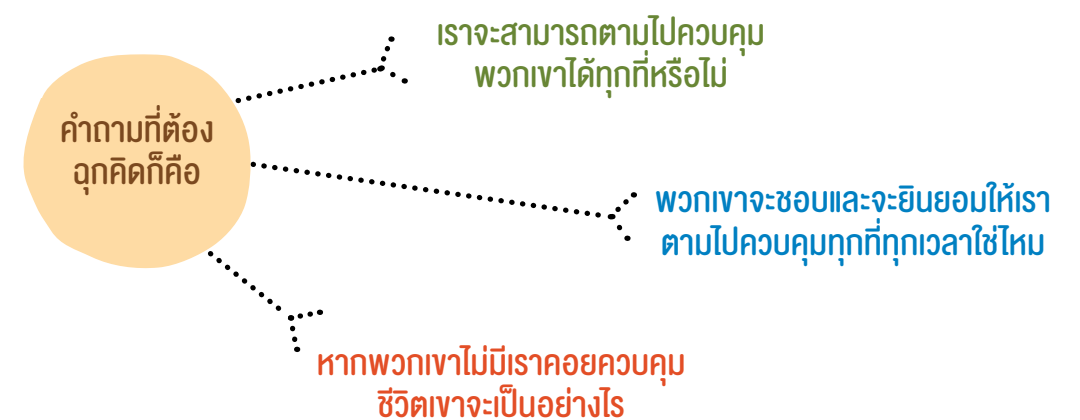 คำถามที่ต้อง
ฉุกคิดก็คือ
เราจะสามารถตามไปควบคุม
พวกเขาได้ทุกที่หรือไม่
พวกเขาจะชอบและจะยินยอมให้เรา
ตามไปควบคุมทุกที่ทุกเวลาใช่ไหม
หากพวกเขาไม่มีเราคอยควบคุม
ชีวิตเขาจะเป็นอย่างไร